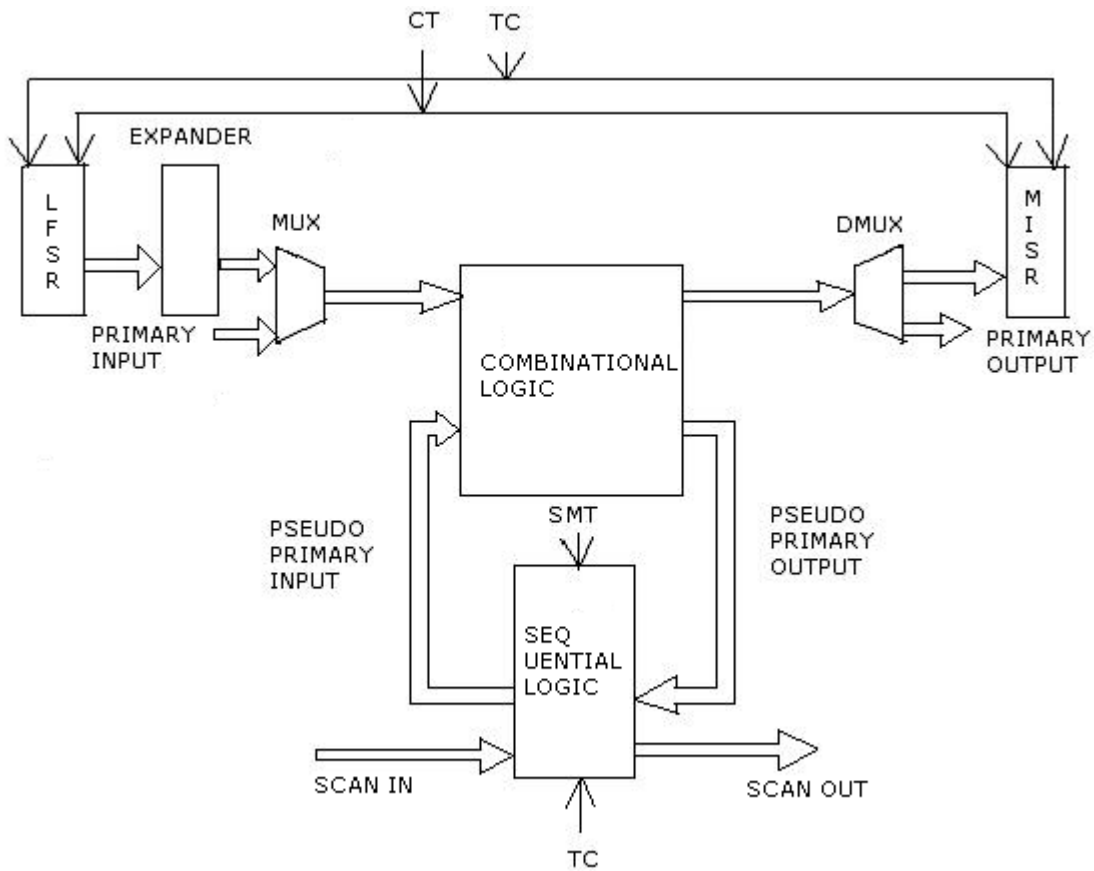 CT
TC
EXPANDER
L
F
S
R
MUX
DMUX
M
I
S
R
PRIMARY
INPUT
PRIMARY
OUTPUT
COMBINATIONAL
LOGIC
SMT
PSEUDO
PRIMARY
INPUT
PSEUDO
PRIMARY
OUTPUT
SEQ
UENTIAL
LOGIC
SCAN IN
SCAN OUT
TC